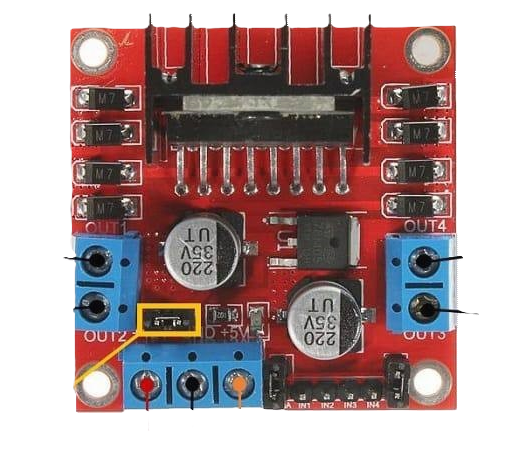 M7
M7
M7
M7
M7
M7
M7
M7
OUT1
OUT4
220
35V
UT
220
35V
UT
OUT2
+5V
OUT3
IN1 IN2 IN3 IN4